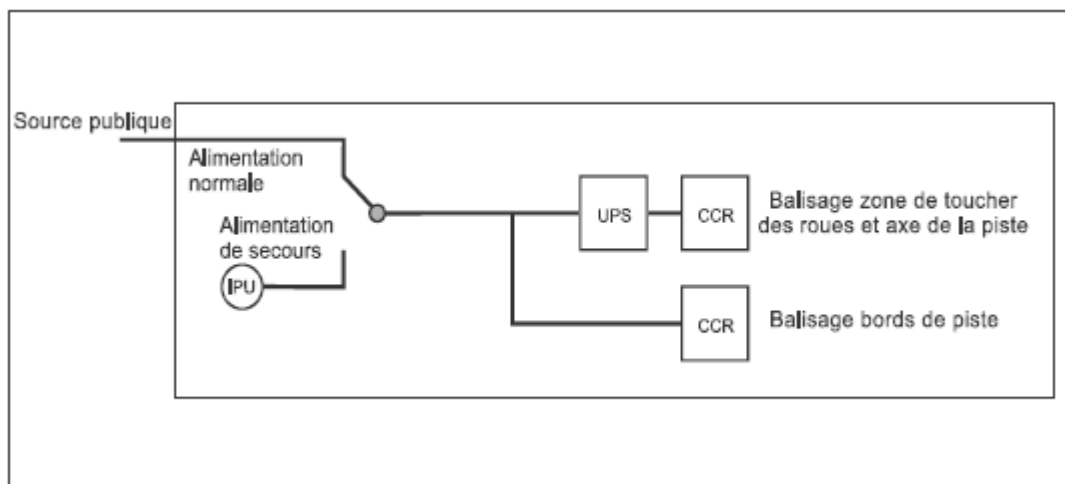 Source publique
Alimentation
normale
Alimentation
de secours
IPU
UPS
CCR
Balisage zone de toucher
des roues et axe de la piste
CCR
Balisage bords de piste